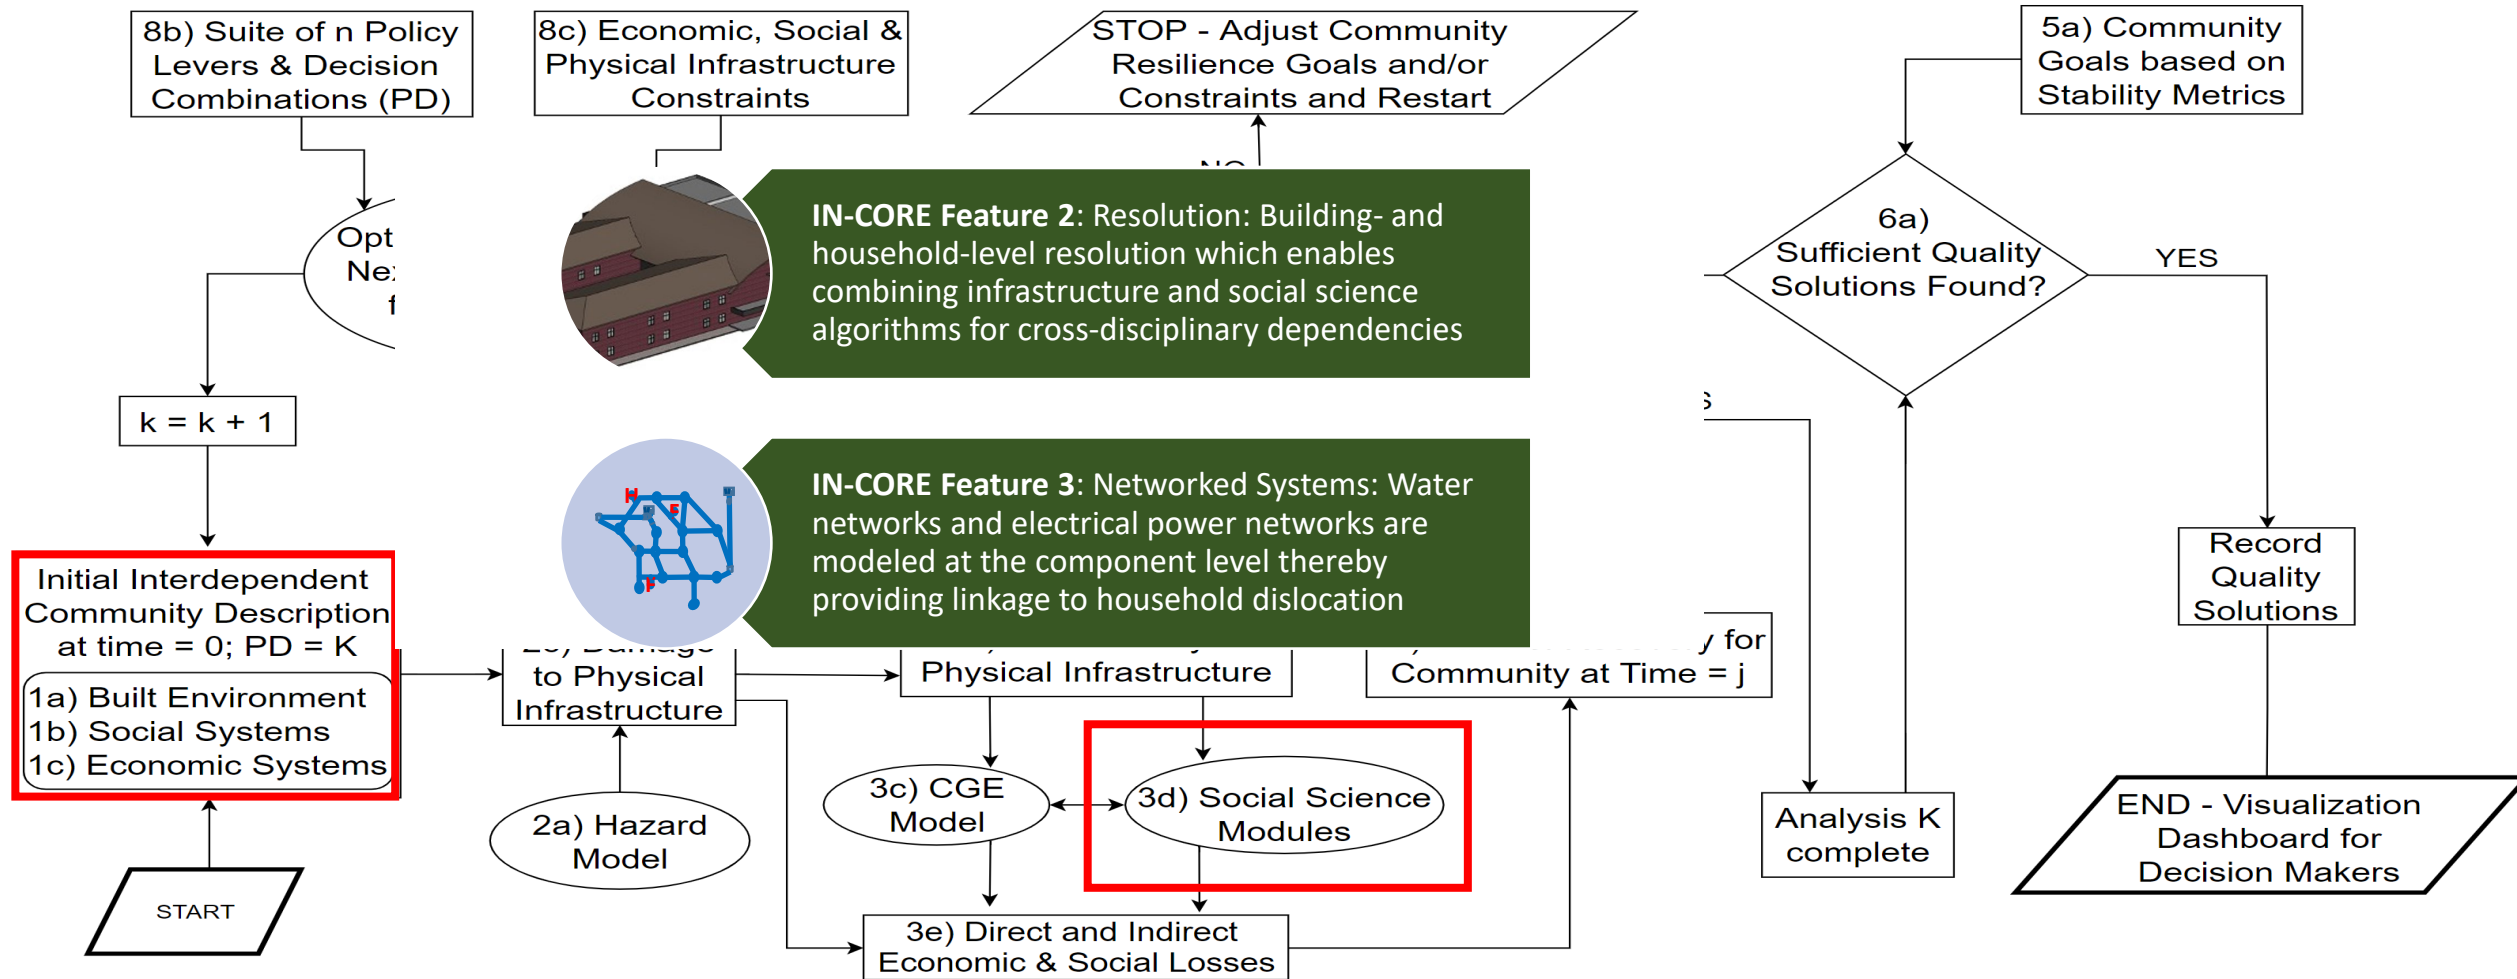 8b) Suite of n Policy
Levers & Decision
Combinations (PD)
8c) Economic, Social &
Physical Infrastructure
Constraints
STOP - Adjust Community
Resilience Goals and/or
Constraints and Restart
5a) Community
Goals based on
Stability Metrics
NO
6a)
Sufficient Quality
Solutions Found?
YES
IN-CORE Feature 2: Resolution: Building- and
household-level resolution which enables
combining infrastructure and social science
algorithms for cross-disciplinary dependencies
k = k + 1
IN-CORE Feature 3: Networked Systems: Water
networks and electrical power networks are
modeled at the component level thereby
providing linkage to household dislocation
Initial Interdependent
Community Description
at time = 0; PD = K
1a) Built Environment
1b) Social Systems
1c) Economic Systems
START
Damage
to Physical
Infrastructure
2a) Hazard
Model
Physical Infrastructure
3c) CGE
Model
3d) Social Science
Modules
3e) Direct and Indirect
Economic & Social Losses
for
Community at Time = j
Analysis K
complete
Record
Quality
Solutions
END - Visualization
Dashboard for
Decision Makers